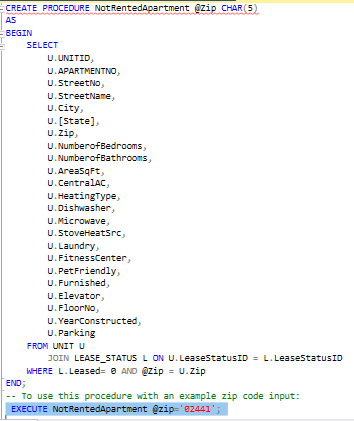 CREATE PROCEDURE NotRentedApartment @Zip CHAR(5)
AS
BEGIN
SELECT
U.UNITID,
U.APARTMENTNO,
U.StreetNo,
U.StreetName,
U.City,
U.[State],
U.Zip,
U.NumberofBedrooms,
U.NumberofBathrooms,
U.AreaSqFt,
U.CentralAC,
U.HeatingType,
U.Dishwasher,
U.Microwave,
U.StoveHeatSrc,
U.Laundry,
U.FitnessCenter,
U.PetFriendly,
U.Furnished,
U.Elevator,
U.FloorNo,
U.YearConstructed,
U.Parking
FROM UNIT U
JOIN LEASE_STATUS L ON U.LeaseStatusID = L.LeaseStatusID
WHERE L.Leased= 0 AND @Zip = U.Zip
END;
-- To use this procedure with an example zip code input:
EXECUTE NotRentedApartment @zip='02441';